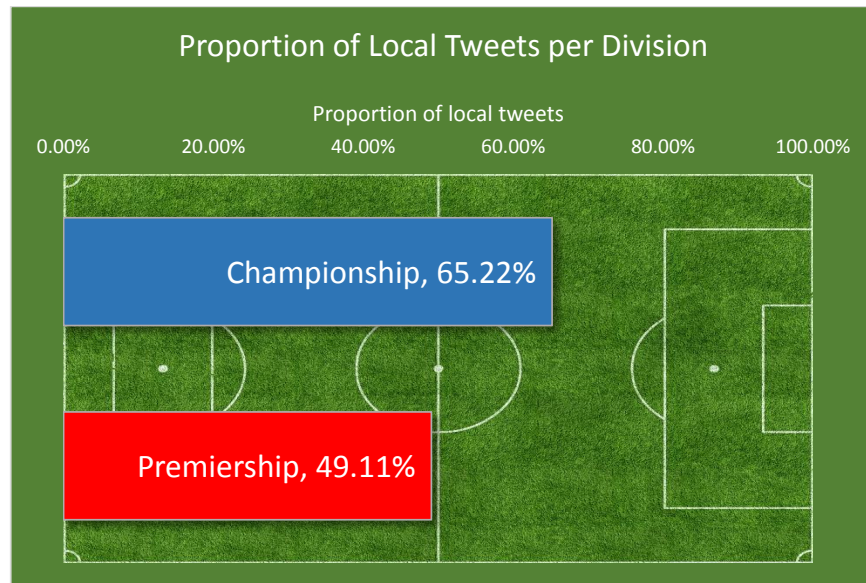 Proportion of Local Tweets per Division
Proportion of local tweets
0.00% 20.00% 40.00% 60.00% 80.00% 100.00%
Championship, 65.22%
Premiership, 49.11%